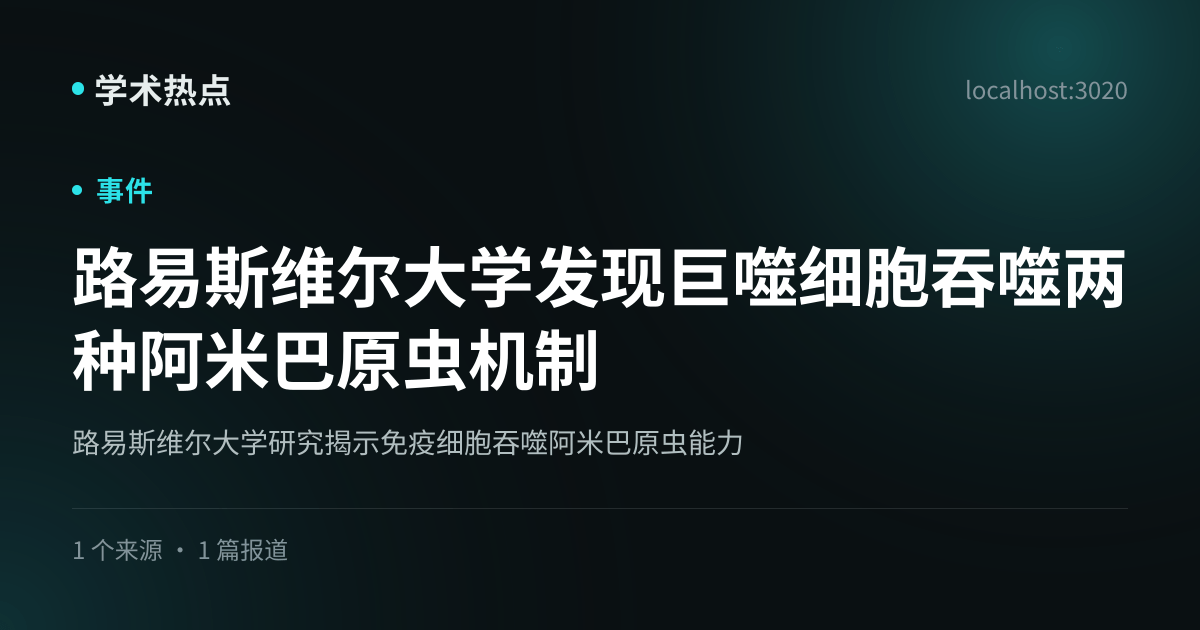 学术热点
localhost:3020
事件
路易斯维尔大学发现巨噬细胞吞噬两
种阿米巴原虫机制
路易斯维尔大学研究揭示免疫细胞吞噬阿米巴原虫能力
1 个来源 · 1 篇报道